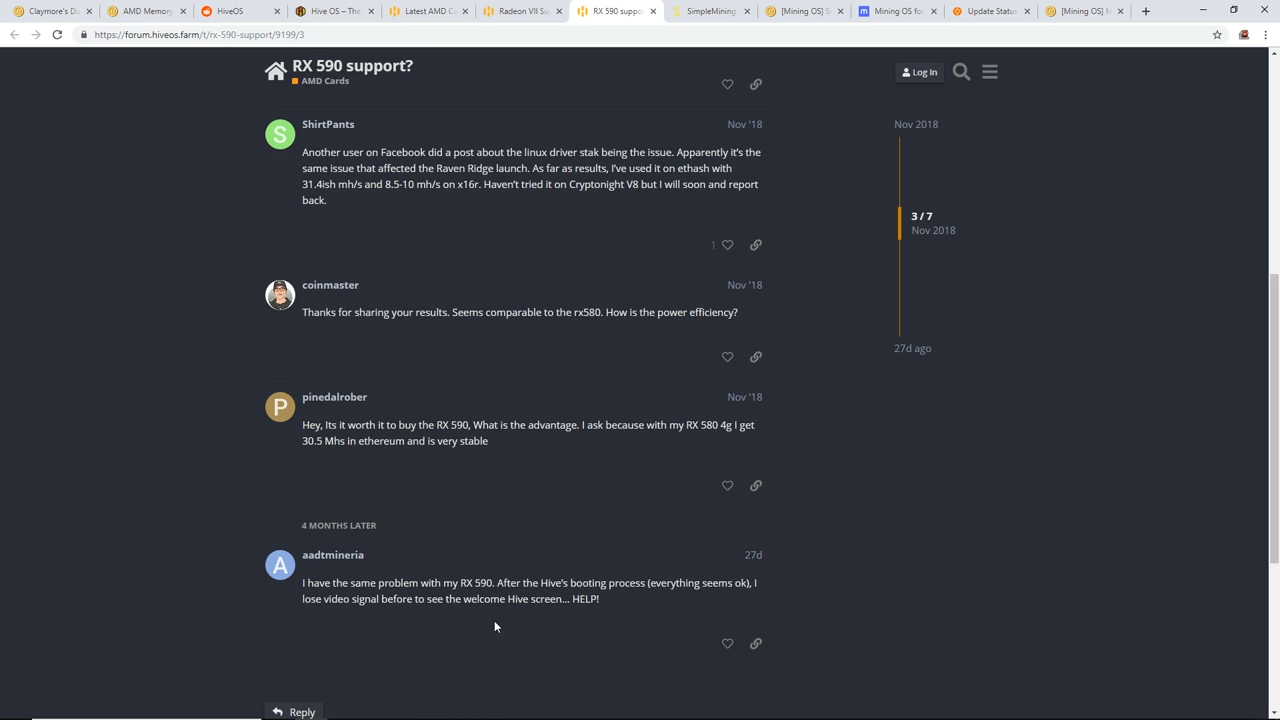 Claymore's Du
AMD Memory
HiveOS
Hive OS – The
Latest AMD C
Radeon VII Su
RX 590 suppo
SimpleMining
[Mining OS] S
Mining OS for
Update Status
[Mining OS] M
https://forum.hiveos.farm/t/rx-590-support/9199/3
RX 590 support?
AMD Cards
Log In
ShirtPants
Nov '18
Another user on Facebook did a post about the linux driver stak being the issue. Apparently it's the
same issue that affected the Raven Ridge launch. As far as results, I've used it on ethash with
31.4ish mh/s and 8.5-10 mh/s on x16r. Haven't tried it on Cryptonight V8 but I will soon and report
back.
1
coinmaster
Nov '18
Thanks for sharing your results. Seems comparable to the rx580. How is the power efficiency?
P
pinedalrober
Nov '18
Hey, Its it worth it to buy the RX 590, What is the advantage. I ask because with my RX 580 4g I get
30.5 Mhs in ethereum and is very stable
4 MONTHS LATER
A
aadtmineria
27d
I have the same problem with my RX 590. After the Hive's booting process (everything seems ok), I
lose video signal before to see the welcome Hive screen... HELP!
Reply
Nov 2018
3 / 7
Nov 2018
27d ago
S